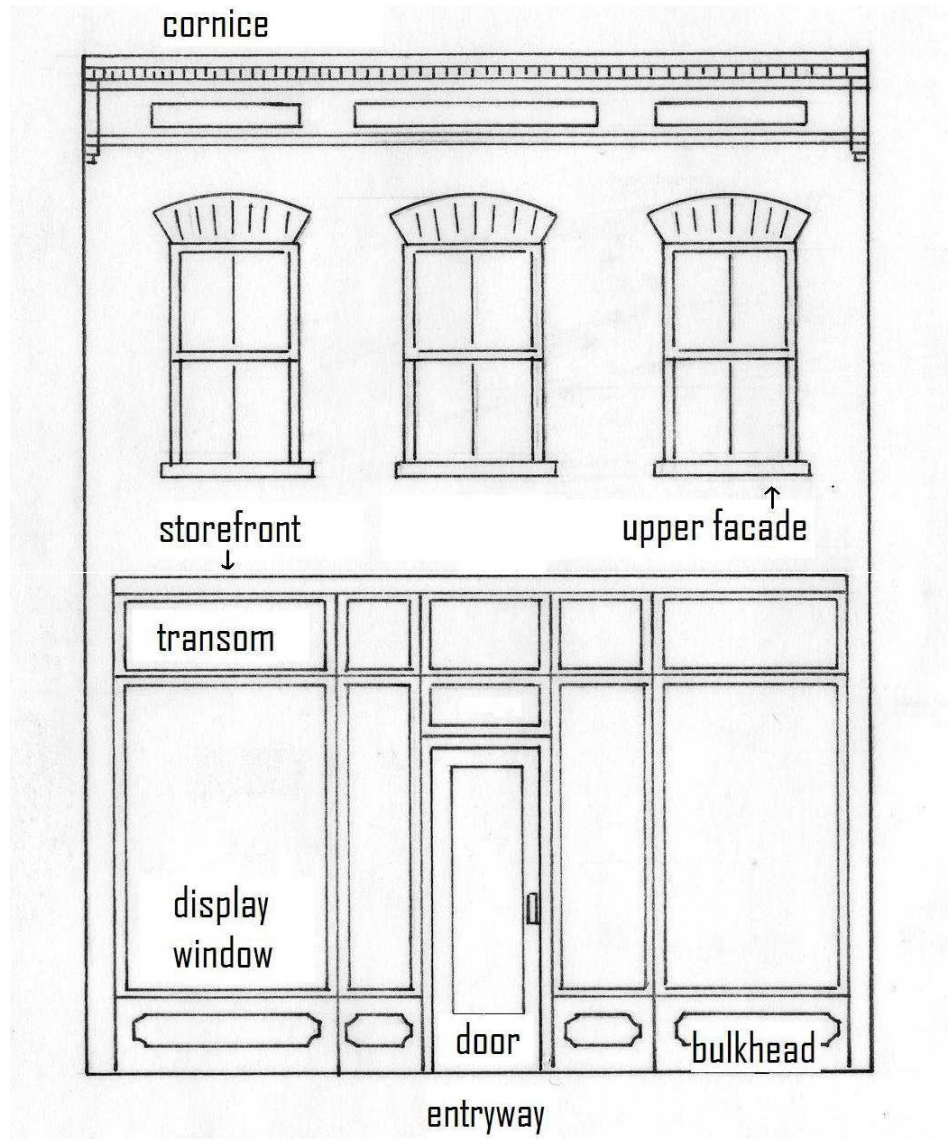 cornice
storefront
upper facade
transom
display
window
door
bulkhead
entryway